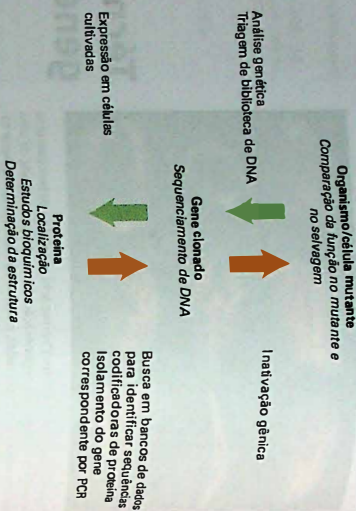 Organismo/célula mutante
Comparação da função no mutante e
no selvagem
Análise genética
Triagem de biblioteca de DNA
Inativação gênica
Gene clonado
Sequenciamento de DNA
Expressão em células
cultivadas
Busca em bancos de dados
para identificar sequências
codificadoras de proteína
Isolamento do gene
correspondente por PCR
Proteína
Localização
Estudos bioquímicos
Determinação da estrutura